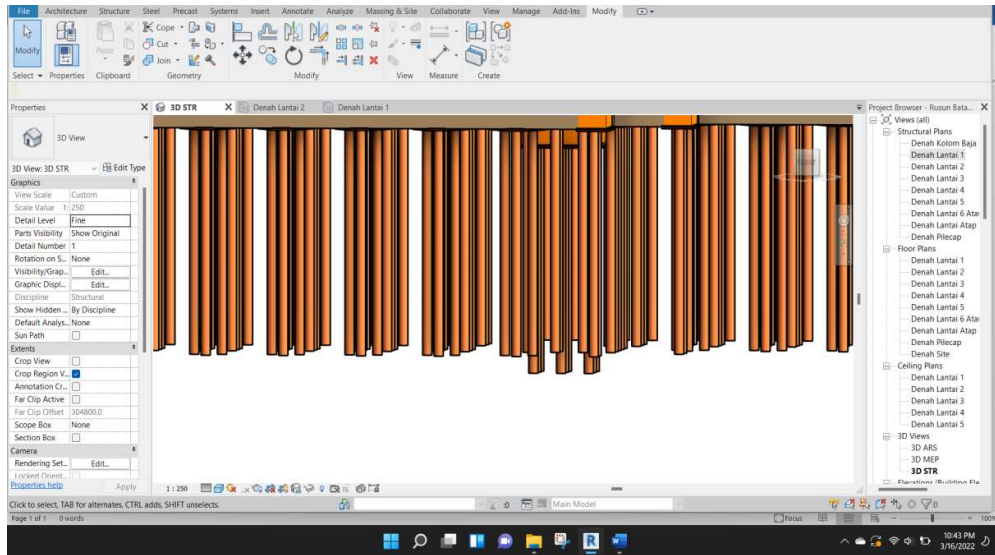 File Architecture Structure Steel Precast Systems Insert Annotate Analyze Massing & Site Collaborate View Manage Add-Ins Modify
Modify
Paste
Cope
Cut
Join
Select Properties Clipboard Geometry Modify View Measure Create
Properties
3D STR
Denah Lantai 2
Denah Lantai 1
3D View
3D View: 3D STR
Edit Type
Graphics
View Scale Custom
Scale Value 1: 250
Detail Level Fine
Parts Visibility Show Original
Detail Number 1
Rotation on S... None
Visibility/Grap... Edit...
Graphic Displ... Edit...
Discipline Structural
Show Hidden ... By Discipline
Default Analys... None
Sun Path
Extents
Crop View
Crop Region V...
Annotation Cr...
Far Clip Active
Far Clip Offset 304800.0
Scope Box None
Section Box
Camera
Rendering Set... Edit...
Locked Orient...
Properties help
Apply
FRONT
Project Browser - Rusun Bata...
Views (all)
Structural Plans
Denah Kolom Baja
Denah Lantai 1
Denah Lantai 2
Denah Lantai 3
Denah Lantai 4
Denah Lantai 5
Denah Lantai 6 Ata
Denah Lantai Atap
Denah Pilecap
Floor Plans
Denah Lantai 1
Denah Lantai 2
Denah Lantai 3
Denah Lantai 4
Denah Lantai 5
Denah Lantai 6 Ata
Denah Lantai Atap
Denah Pilecap
Denah Site
Ceiling Plans
Denah Lantai 1
Denah Lantai 2
Denah Lantai 3
Denah Lantai 4
Denah Lantai 5
3D Views
3D ARS
3D MEP
3D STR
Elevations (Building Ele
1 : 250
Click to select, TAB for alternates, CTRL adds, SHIFT unselects.
:0
Main Model
:0
Page 1 of 1 0 words
Focus
100%
10:43 PM
3/16/2022